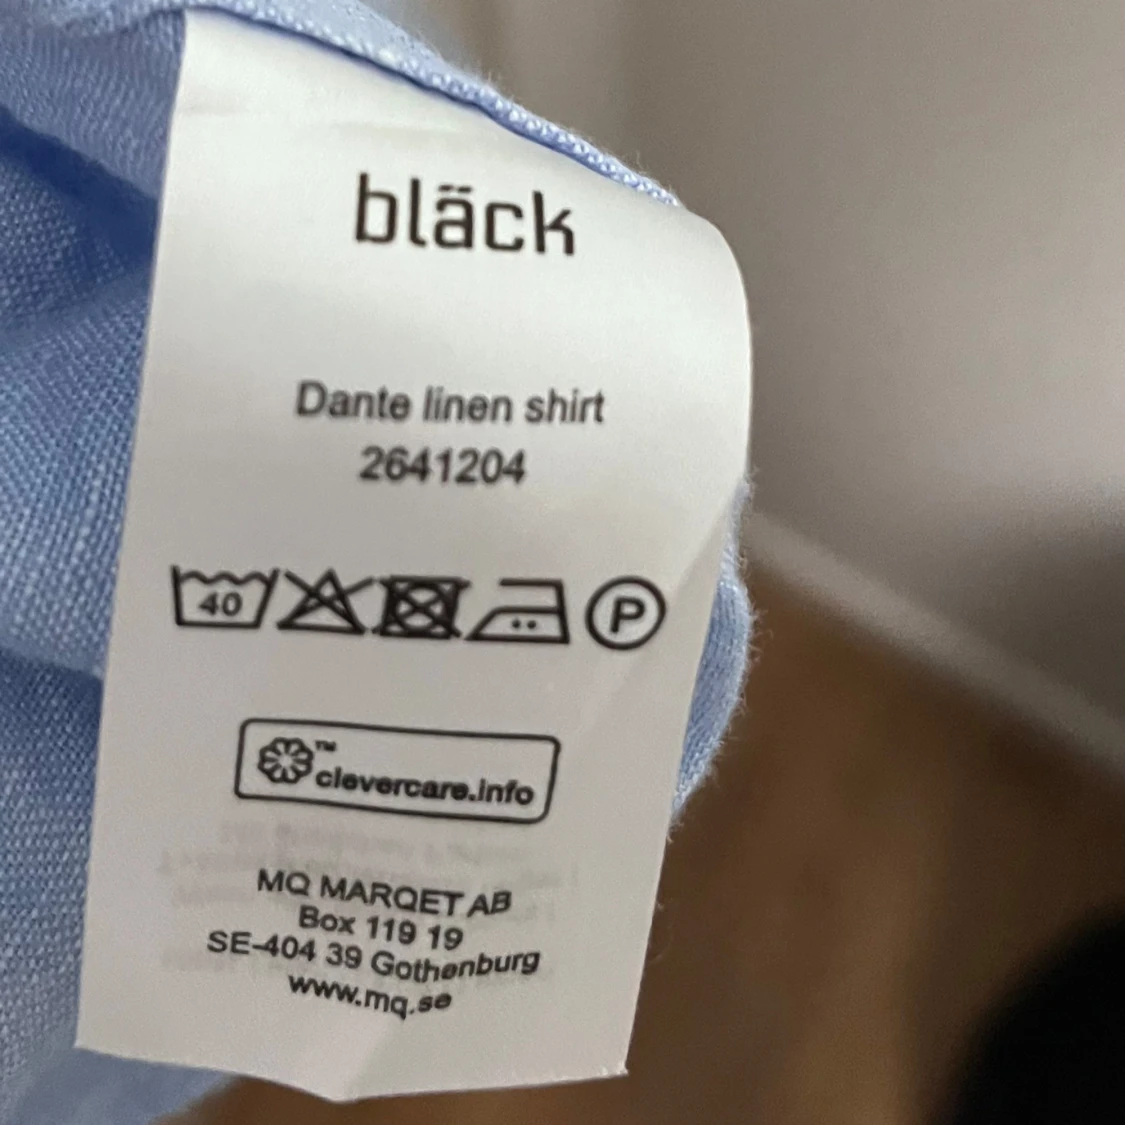 bläck
Dante linen shirt
2641204
40
P
™
clevercare.info
MQ MARQET AB
Box 119 19
SE-404 39 Gothenburg
www.mq.se